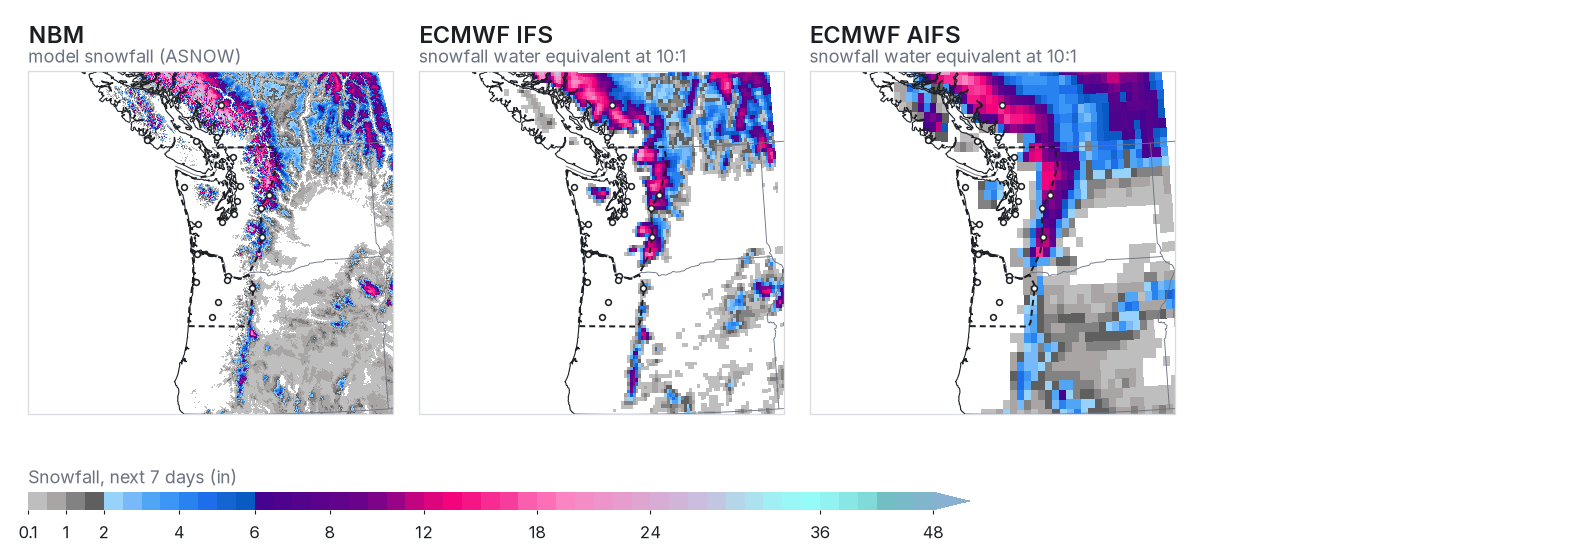 NBM
model snowfall (ASNOW)
ECMWF IFS
snowfall water equivalent at 10:1
ECMWF AIFS
snowfall water equivalent at 10:1
Snowfall, next 7 days (in)
0.1 1 2 4 6 8 12 18 24 36 48